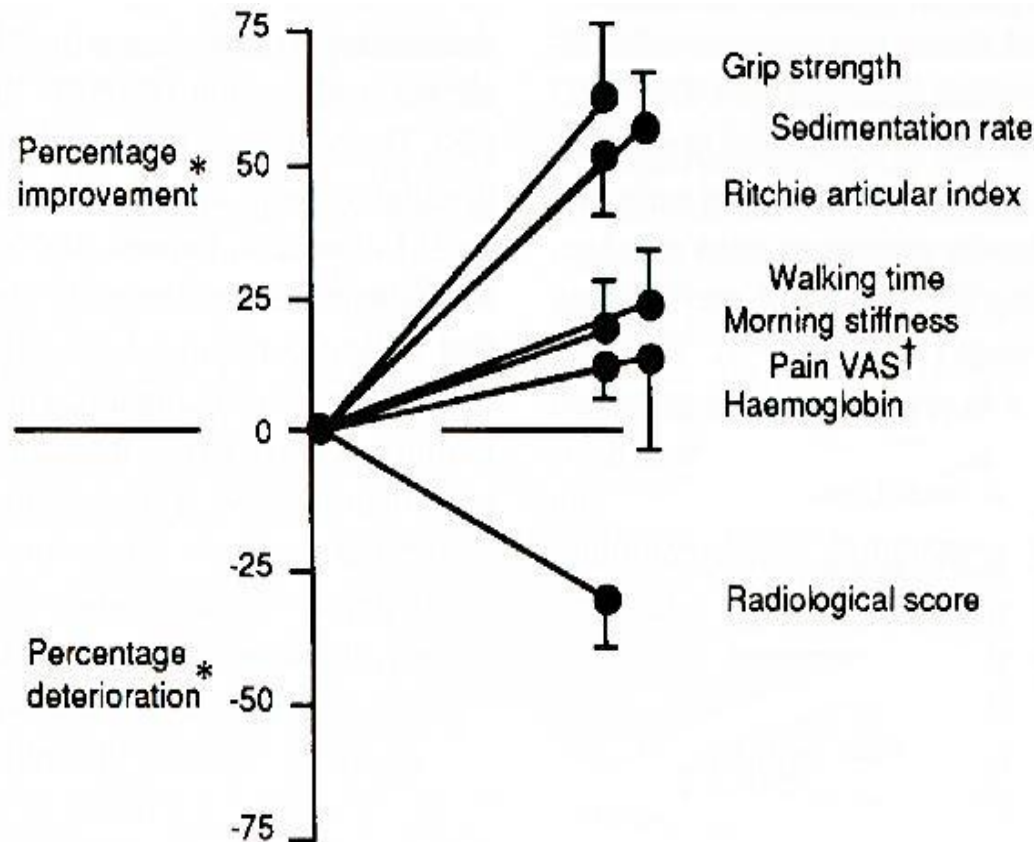 75
Grip strength
Sedimentation rate
Percentage *
improvement
50
Ritchie articular index
25
Walking time
Morning stiffness
Pain VAS†
Haemoglobin
0
-25
Radiological score
Percentage *
deterioration
-50
-75